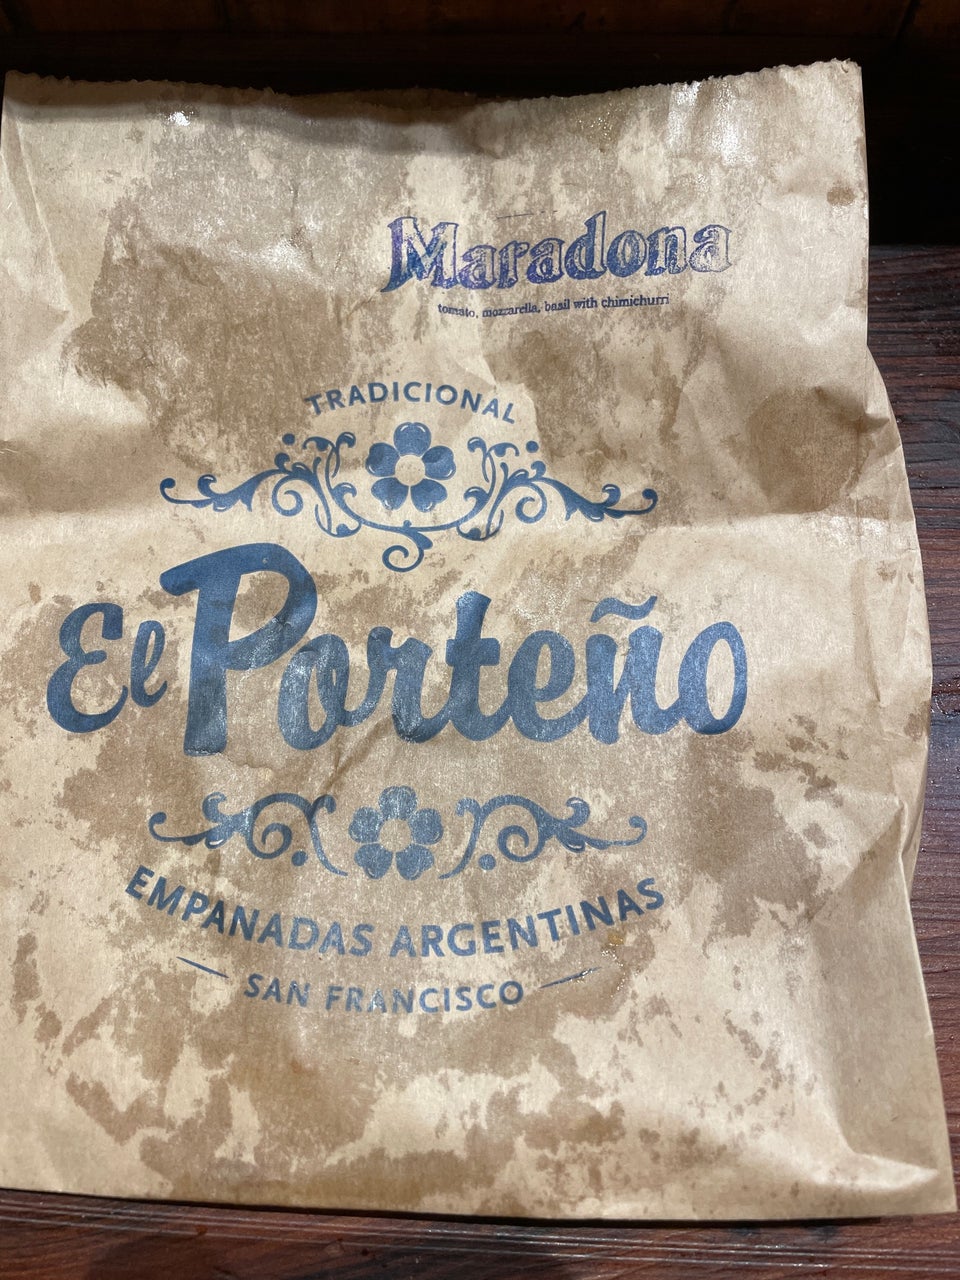 Maradona
tomato, mozzarella, basil with chimichurri
TRADICIONAL
El Porteño
EMPANADAS ARGENTINAS
SAN FRANCISCO